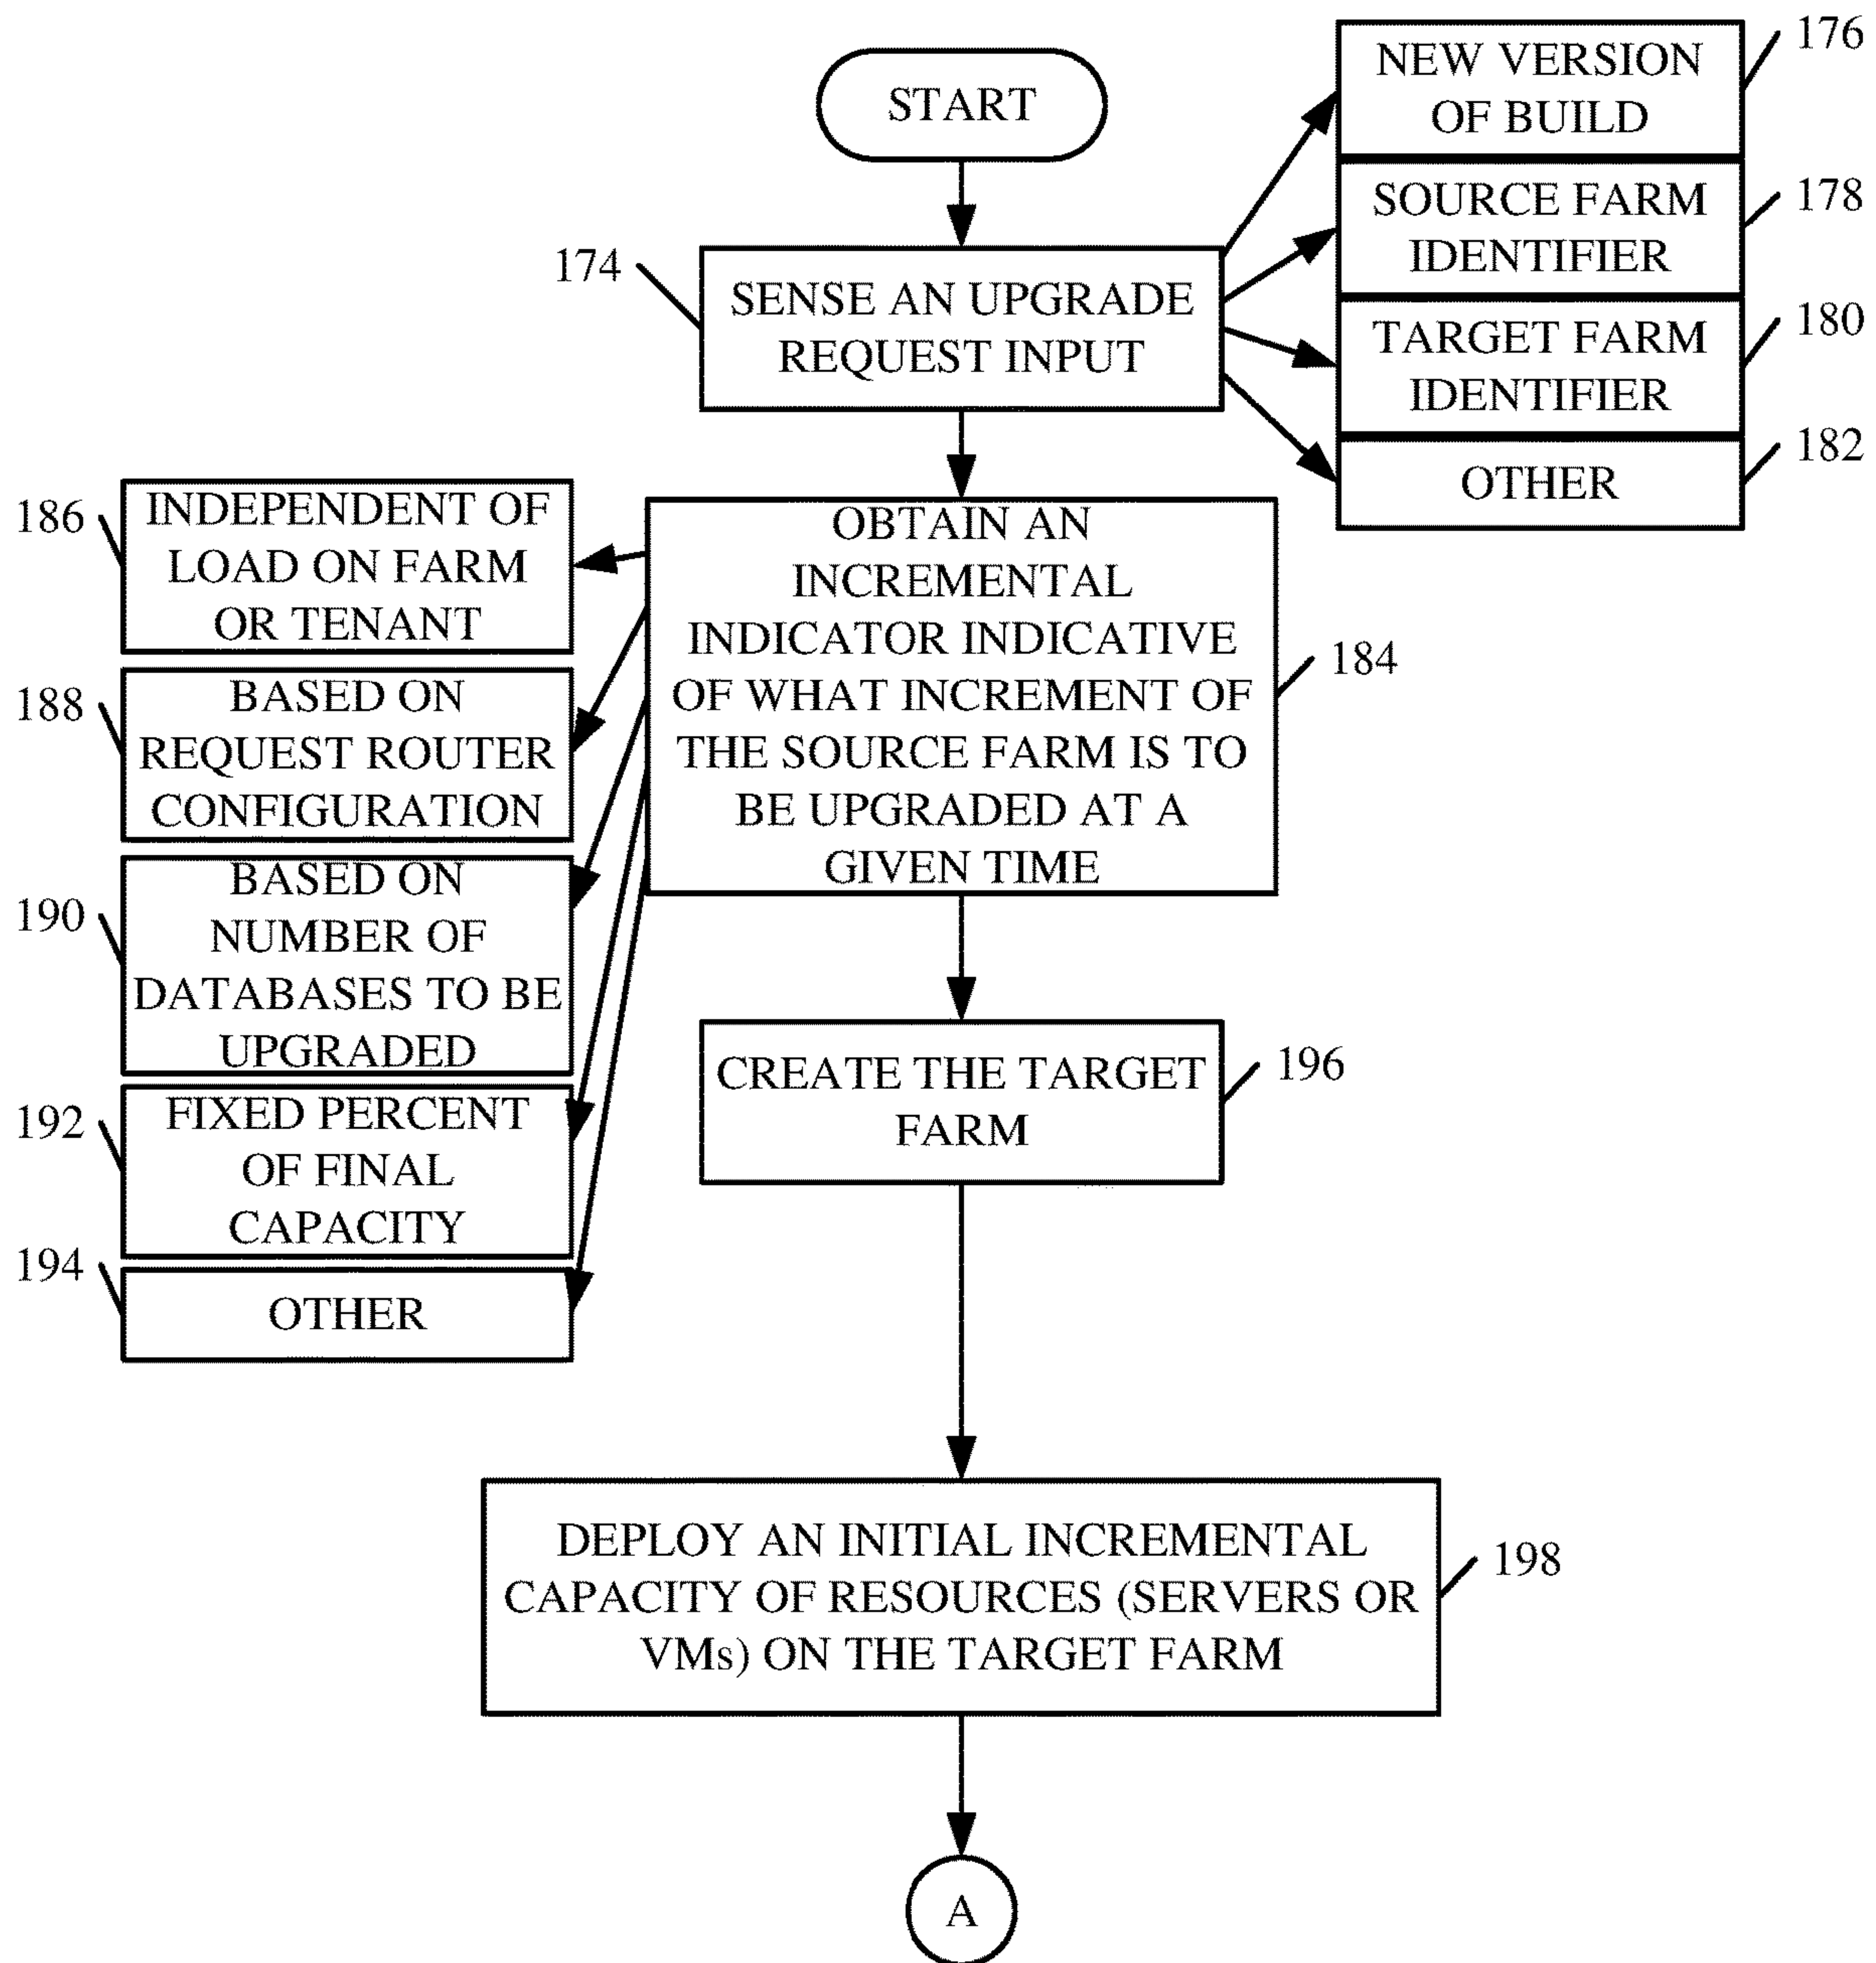 START
174
SENSE AN UPGRADE
REQUEST INPUT
NEW VERSION
OF BUILD
176
SOURCE FARM
IDENTIFIER
178
TARGET FARM
IDENTIFIER
180
OTHER
182
OBTAIN AN
INCREMENTAL
INDICATOR INDICATIVE
OF WHAT INCREMENT OF
THE SOURCE FARM IS TO
BE UPGRADED AT A
GIVEN TIME
184
186
INDEPENDENT OF
LOAD ON FARM
OR TENANT
188
BASED ON
REQUEST ROUTER
CONFIGURATION
190
BASED ON
NUMBER OF
DATABASES TO BE
UPGRADED
192
FIXED PERCENT
OF FINAL
CAPACITY
194
OTHER
CREATE THE TARGET
FARM
196
DEPLOY AN INITIAL INCREMENTAL
CAPACITY OF RESOURCES (SERVERS OR
VMs) ON THE TARGET FARM
198
A